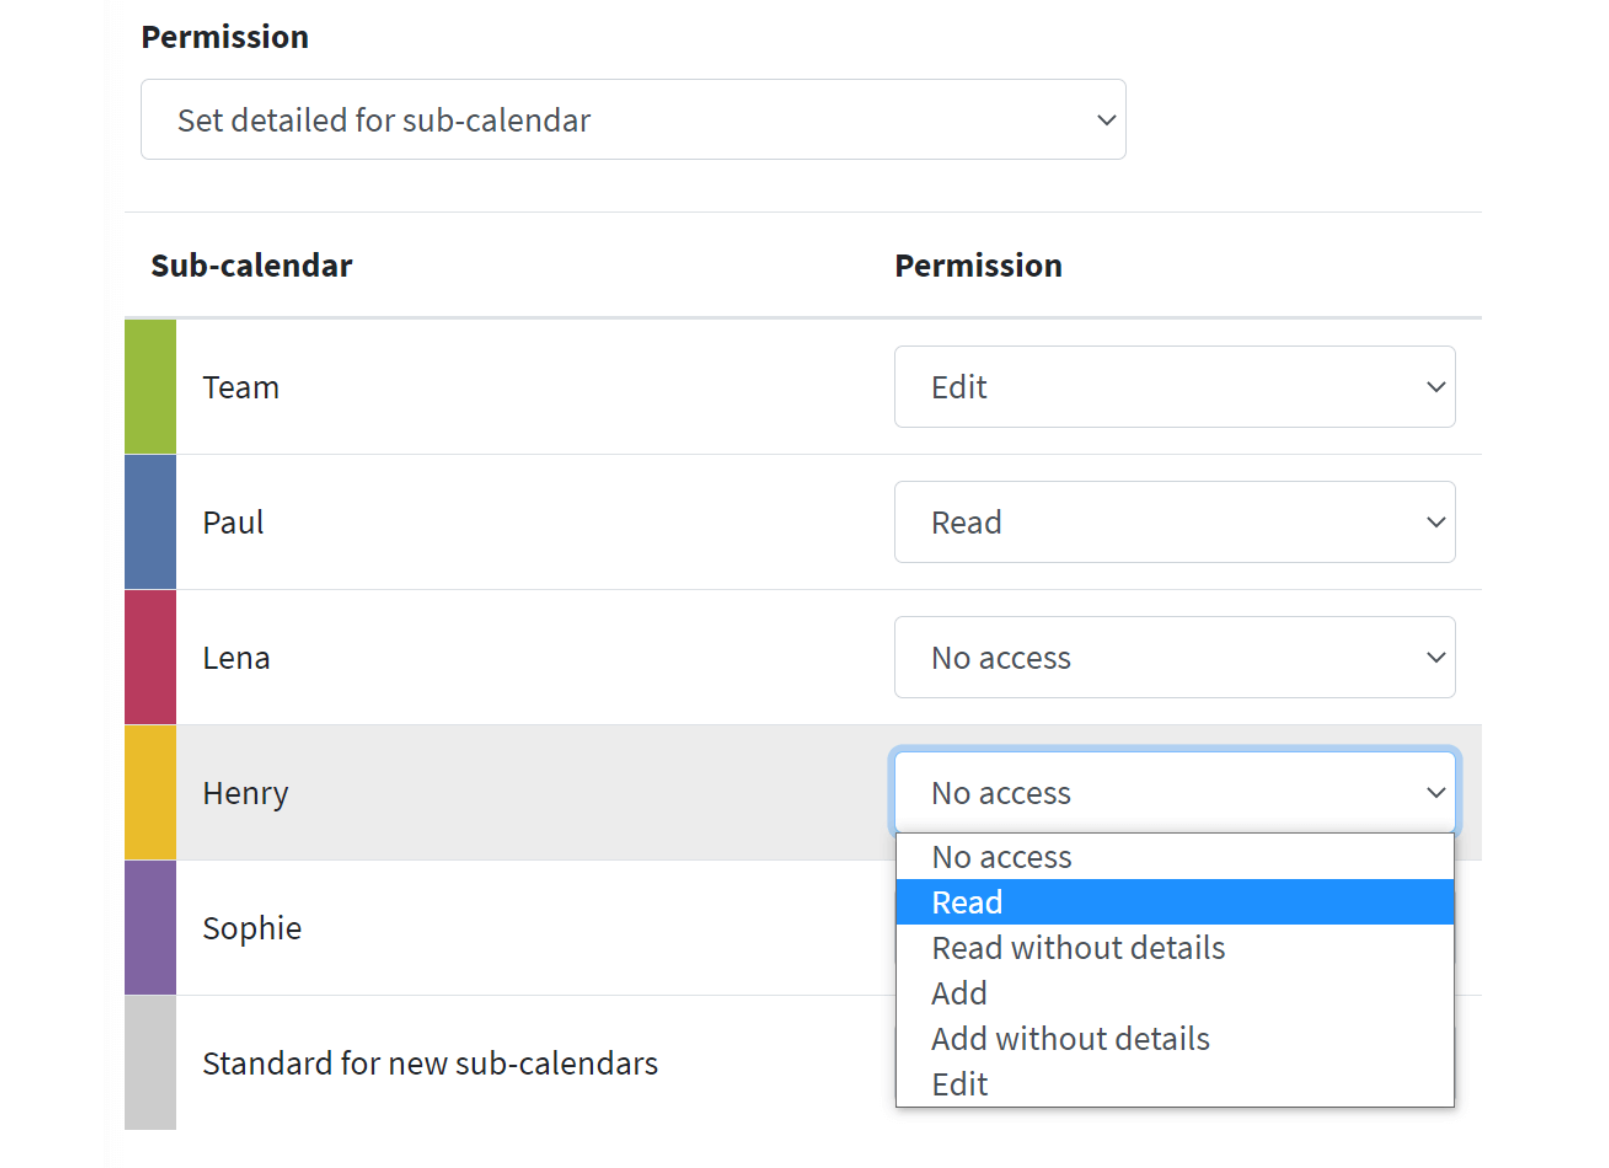 Permission
Set detailed for sub-calendar
Sub-calendar Permission
Team Edit
Paul Read
Lena No access
Henry No access
No access
Read
Sophie
Read without details
Add
Add without details
Standard for new sub-calendars
Edit